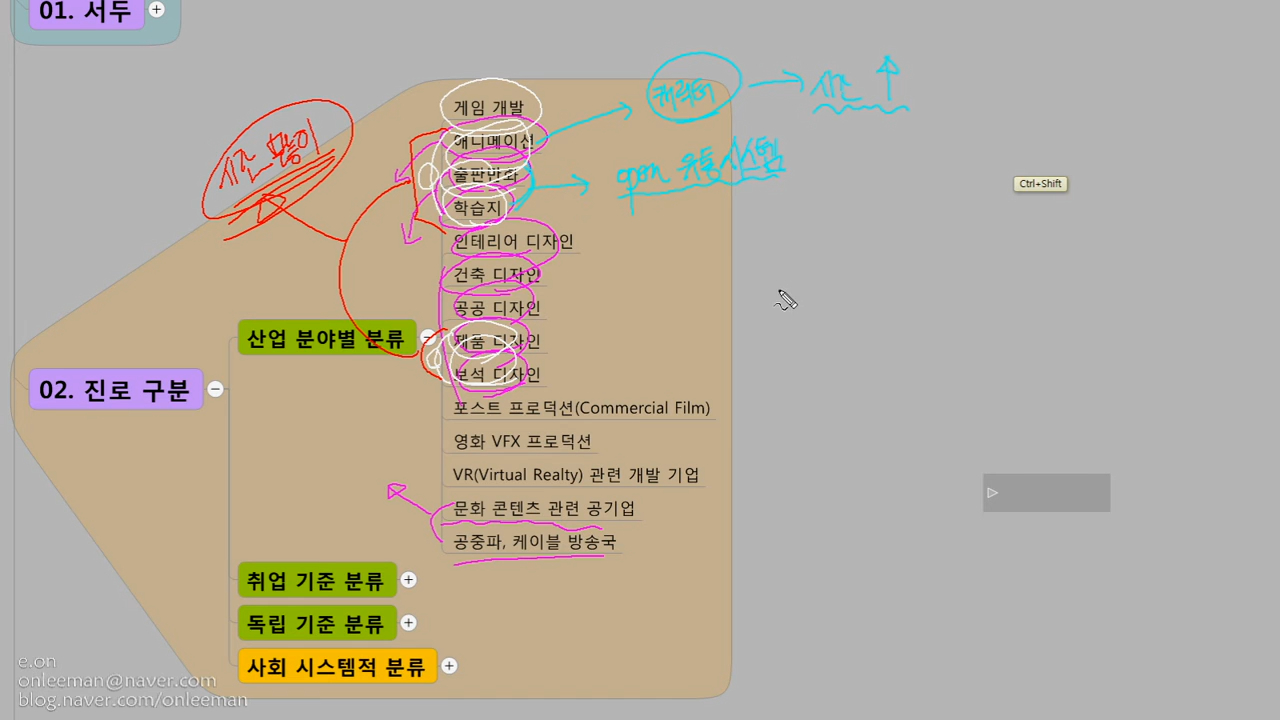 01. 서두
캐릭터
시간
게임 개발
시간 많이
애니메이션
open 유통시스템
출판만화
학습지
Ctrl+Shift
인테리어 디자인
건축 디자인
공공 디자인
산업 분야별 분류
제품 디자인
보석 디자인
02. 진로 구분
포스트 프로덕션(Commercial Film)
영화 VFX 프로덕션
VR(Virtual Realty) 관련 개발 기업
문화 콘텐츠 관련 공기업
공중파, 케이블 방송국
취업 기준 분류
독립 기준 분류
사회 시스템적 분류
e.on
onleeman@naver.com
blog.naver.com/onleeman